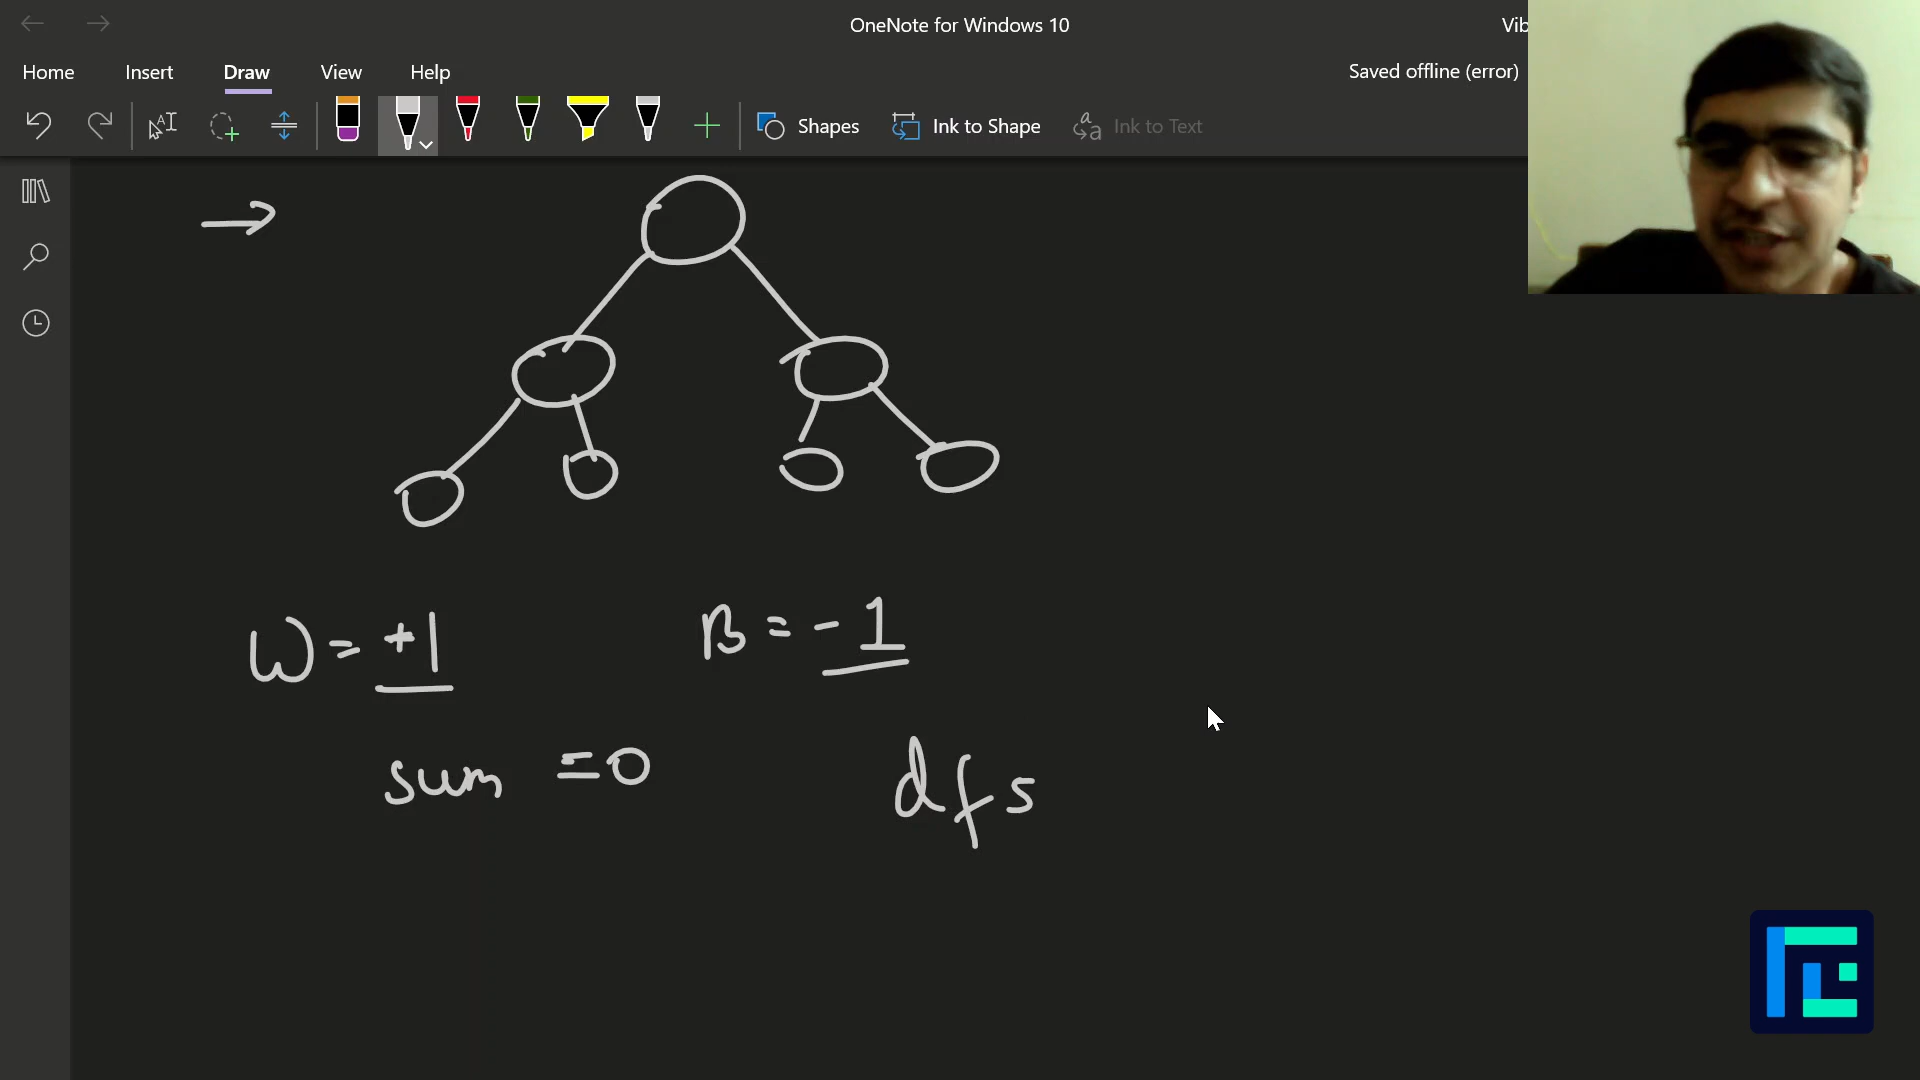 OneNote for Windows 10
Vib
Home Insert Draw View Help
Saved offline (error)
Shapes Ink to Shape Ink to Text
W = +1
B = -1
sum = 0
dfs